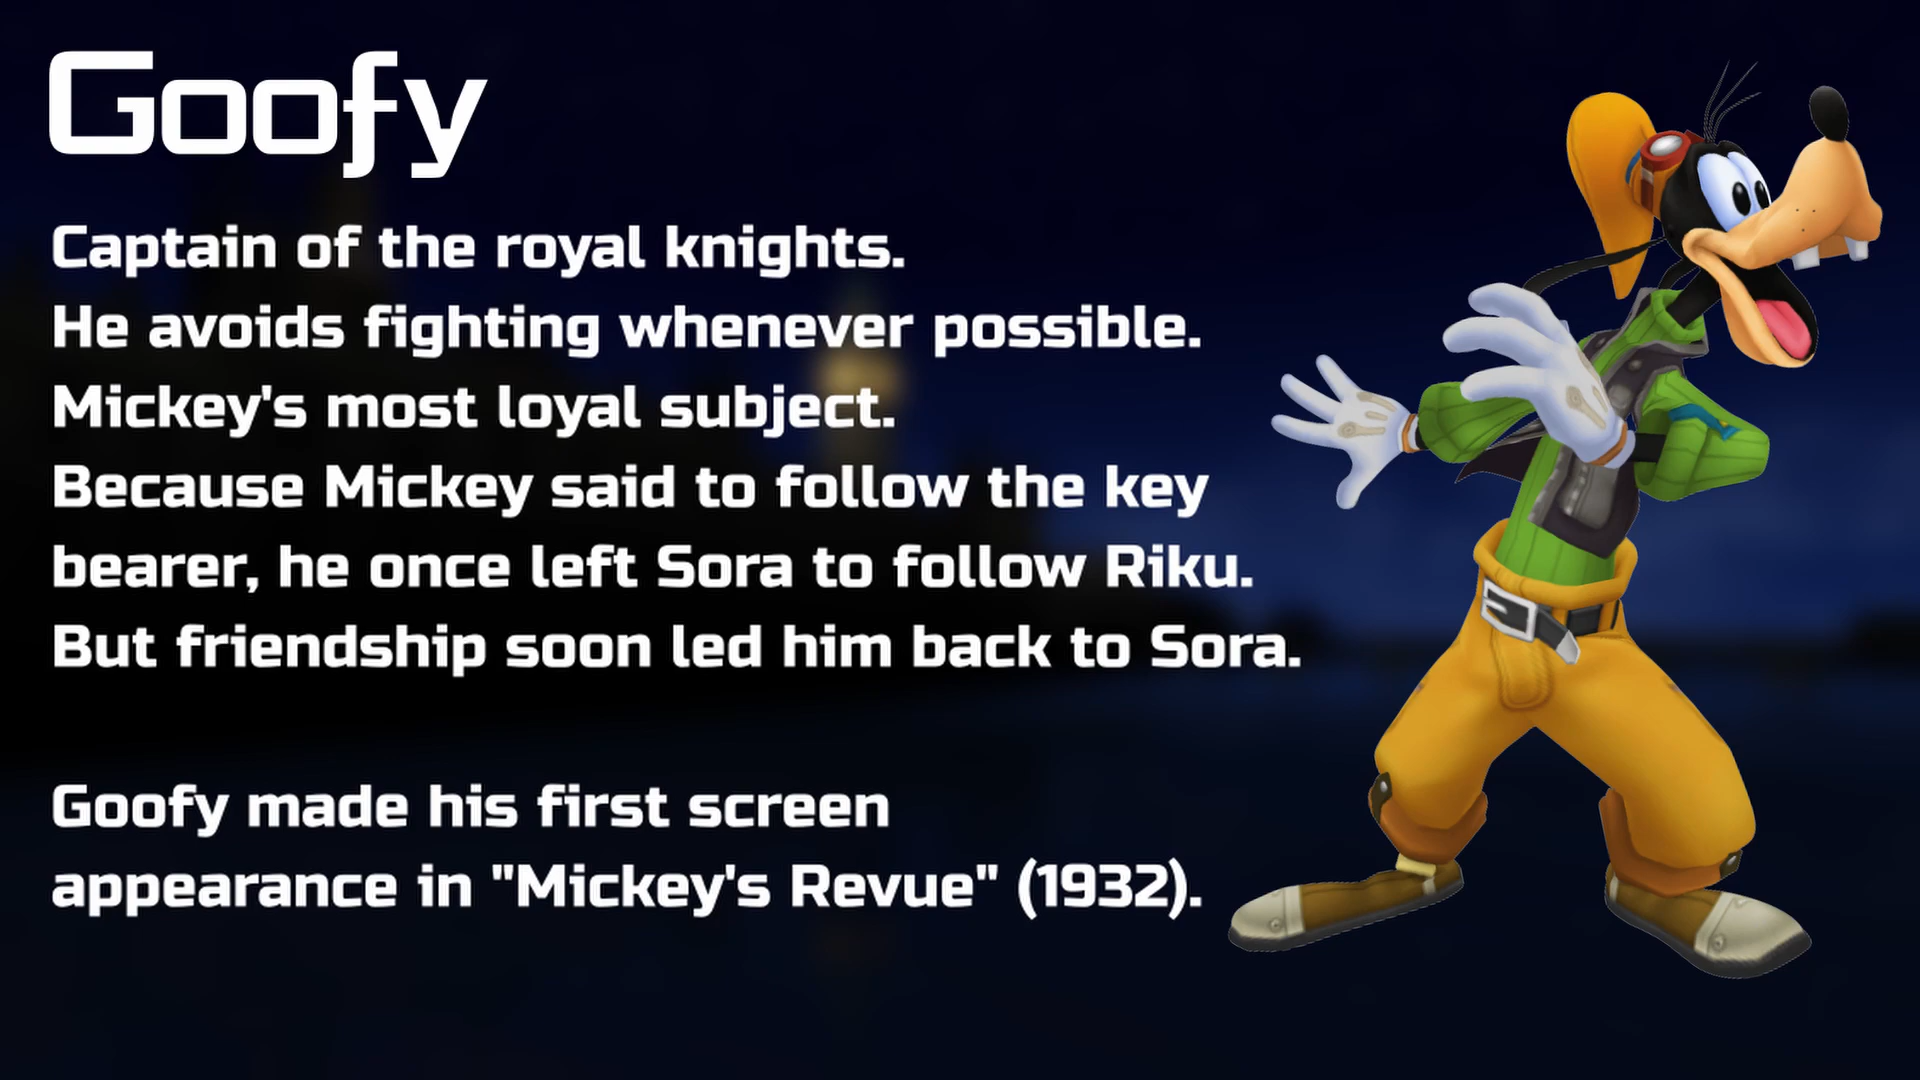 Goofy
Captain of the royal knights.
He avoids fighting whenever possible.
Mickey's most loyal subject.
Because Mickey said to follow the key
bearer, he once left Sora to follow Riku.
But friendship soon led him back to Sora.
Goofy made his first screen
appearance in "Mickey's Revue" (1932).